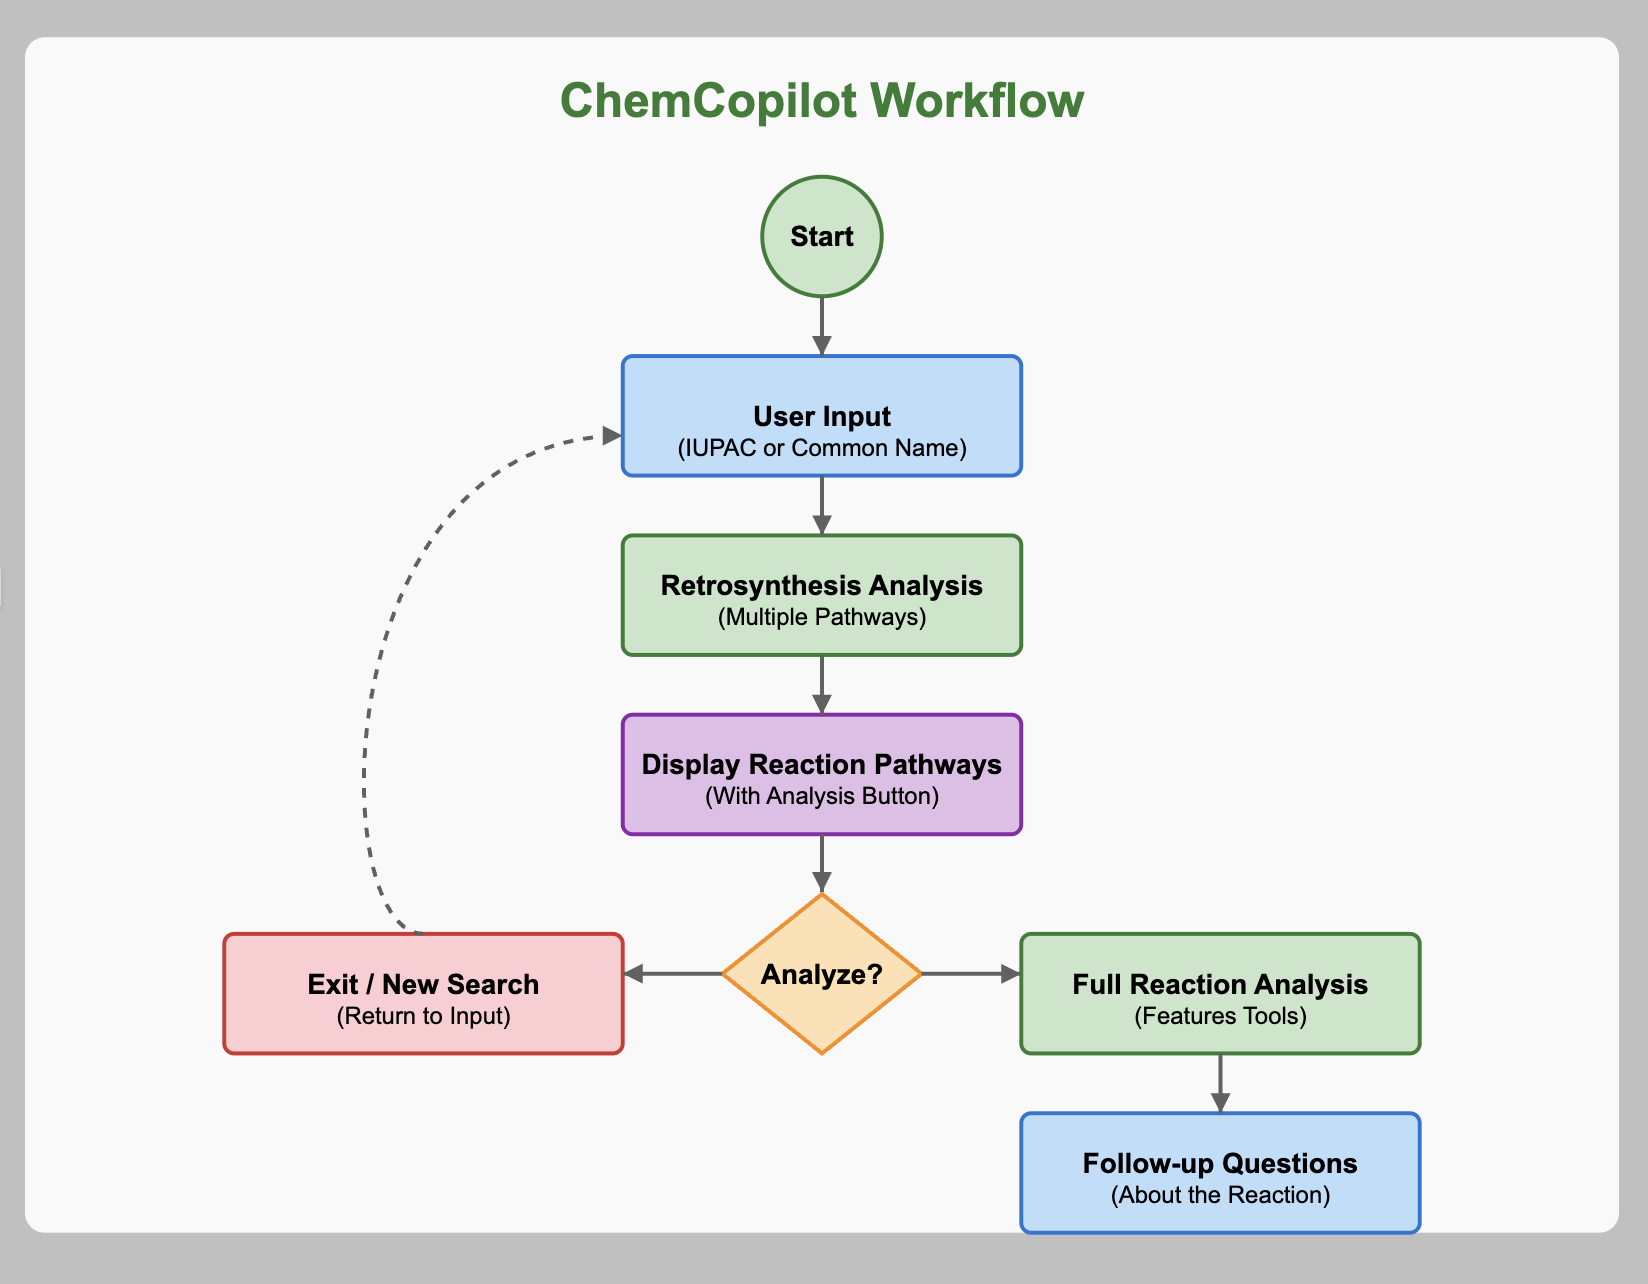 ChemCopilot Workflow
Start
User Input
(IUPAC or Common Name)
Retrosynthesis Analysis
(Multiple Pathways)
Display Reaction Pathways
(With Analysis Button)
Analyze?
Exit / New Search
(Return to Input)
Full Reaction Analysis
(Features Tools)
Follow-up Questions
(About the Reaction)